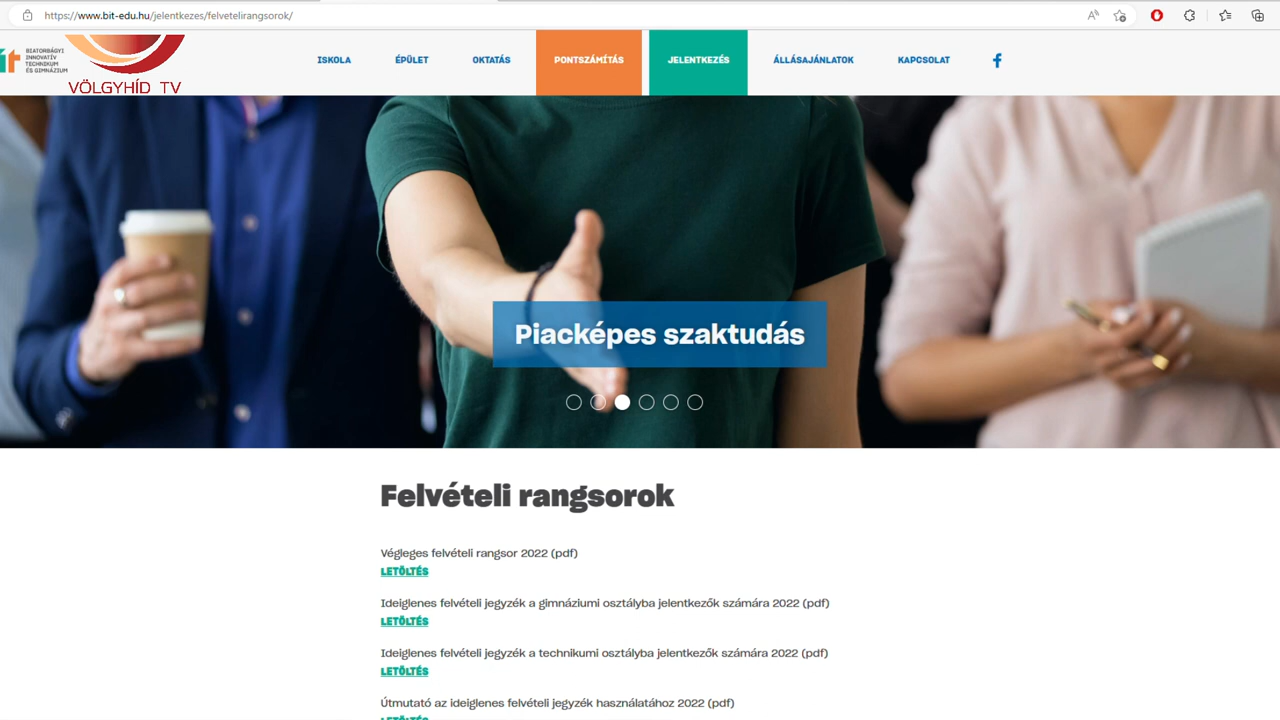 https://www.bit-edu.hu/jelentkezes/felvetelirangsorok/
BIATORBÁGYI
INNOVATÍV
TECHNIKUM
ÉS GIMNÁZIUM
VÖLGYHÍD TV
ISKOLA
ÉPÜLET
OKTATÁS
PONTSZÁMÍTÁS
JELENTKEZÉS
ÁLLÁSAJÁNLATOK
KAPCSOLAT
Piacképes szaktudás
Felvételi rangsorok
Végleges felvételi rangsor 2022 (pdf)
LETÖLTÉS
Ideiglenes felvételi jegyzék a gimnáziumi osztályba jelentkezők számára 2022 (pdf)
LETÖLTÉS
Ideiglenes felvételi jegyzék a technikumi osztályba jelentkezők számára 2022 (pdf)
LETÖLTÉS
Útmutató az ideiglenes felvételi jegyzék használatához 2022 (pdf)
LETÖLTÉS